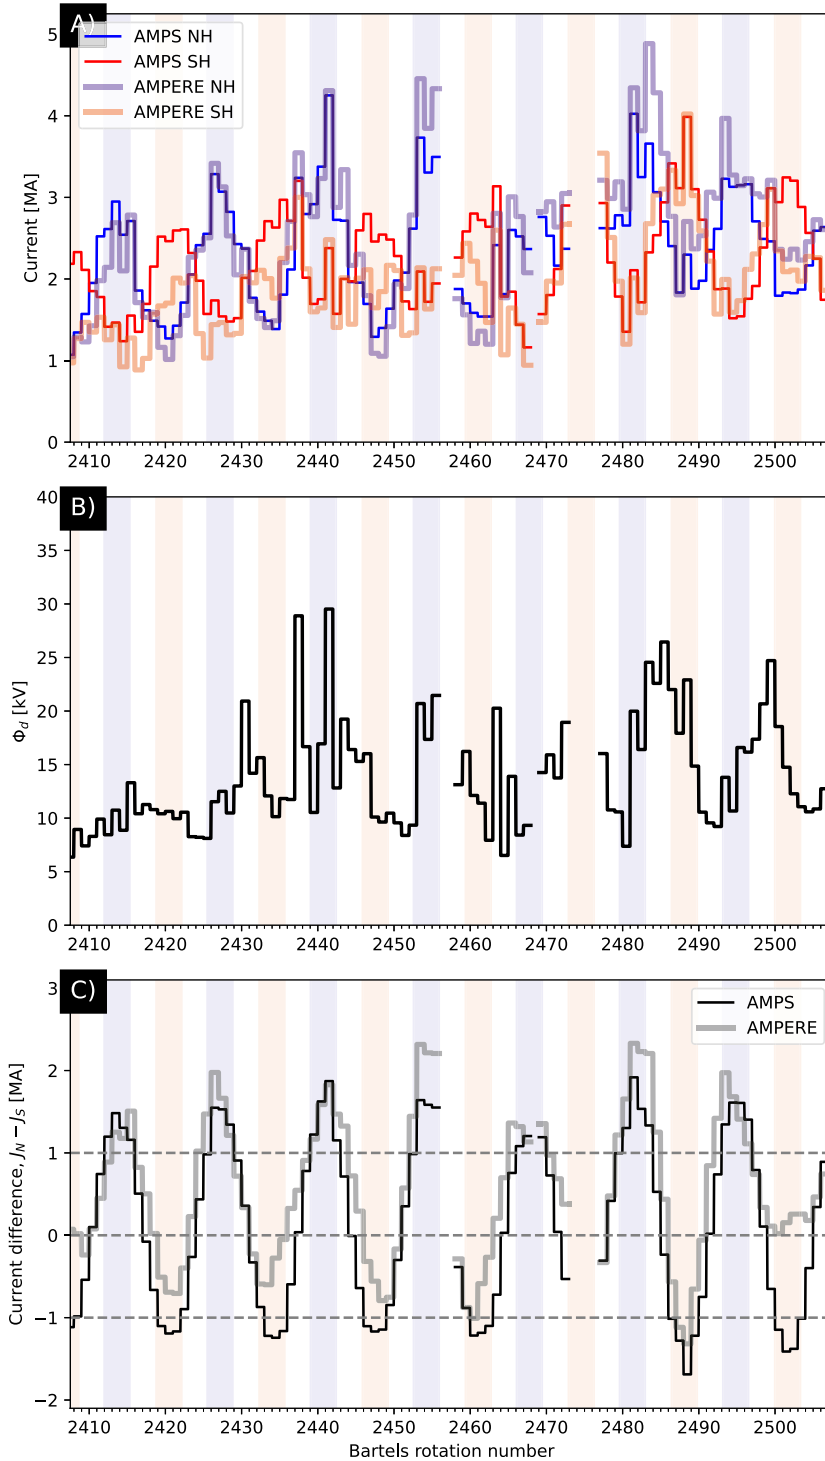 A)
AMPS NH
AMPS SH
AMPERE NH
AMPERE SH
Current [MA]
5
4
3
2
1
0
2410 2420 2430 2440 2450 2460 2470 2480 2490 2500
B)
Φd [kV]
40
35
30
25
20
15
10
5
0
2410 2420 2430 2440 2450 2460 2470 2480 2490 2500
C)
AMPS
AMPERE
Current difference, JN − JS [MA]
3
2
1
0
−1
−2
2410 2420 2430 2440 2450 2460 2470 2480 2490 2500
Bartels rotation number